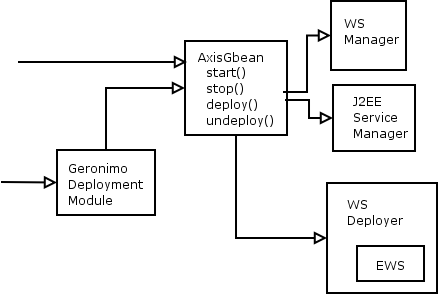 AxisGbean
start()
stop()
deploy()
undeploy()
WS
Manager
J2EE
Service
Manager
Geronimo
Deployment
Module
WS
Deployer
EWS